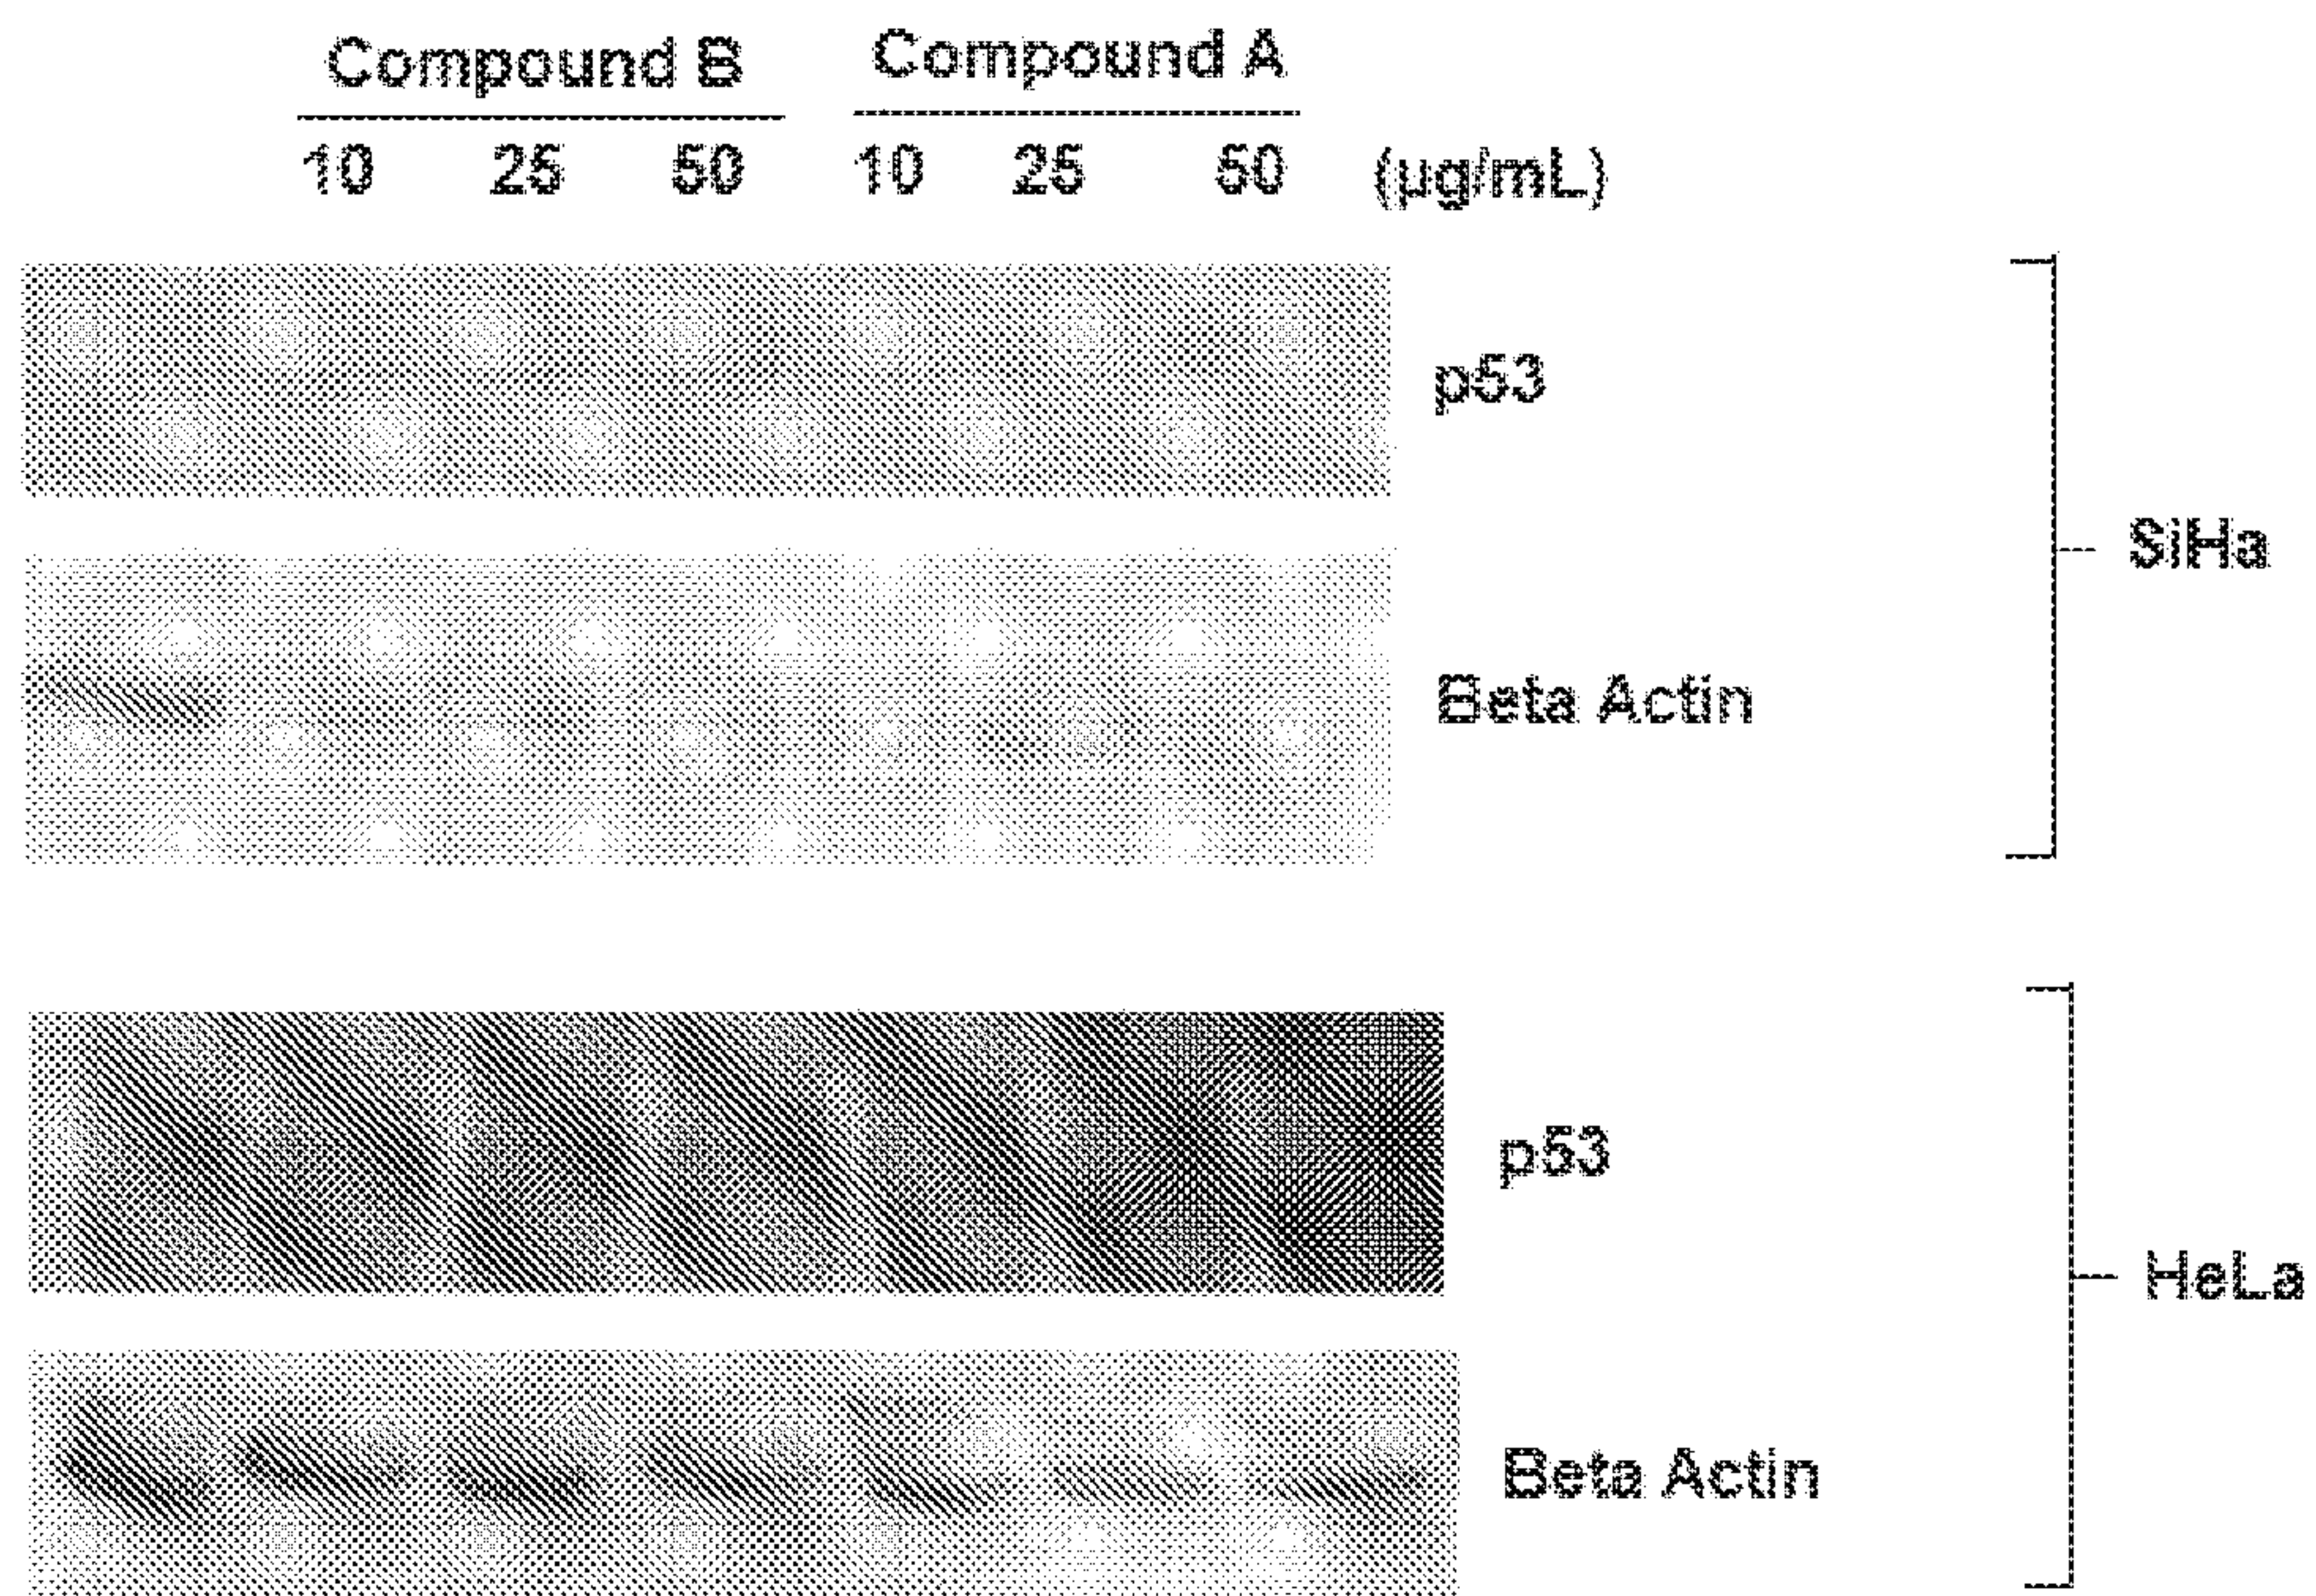 Compound B Compound A
10 25 50 10 25 50 (µg/mL)
p53
SiHa
Beta Actin
p53
HeLa
Beta Actin